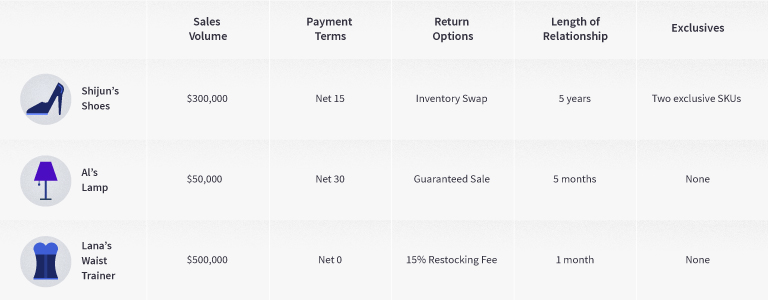 Sales
Volume
Payment
Terms
Return
Options
Length of
Relationship
Exclusives
Shijun's
Shoes
$300,000
Net 15
Inventory Swap
5 years
Two exclusive SKUs
Al's
Lamp
$50,000
Net 30
Guaranteed Sale
5 months
None
Lana's
Waist
Trainer
$500,000
Net 0
15% Restocking Fee
1 month
None